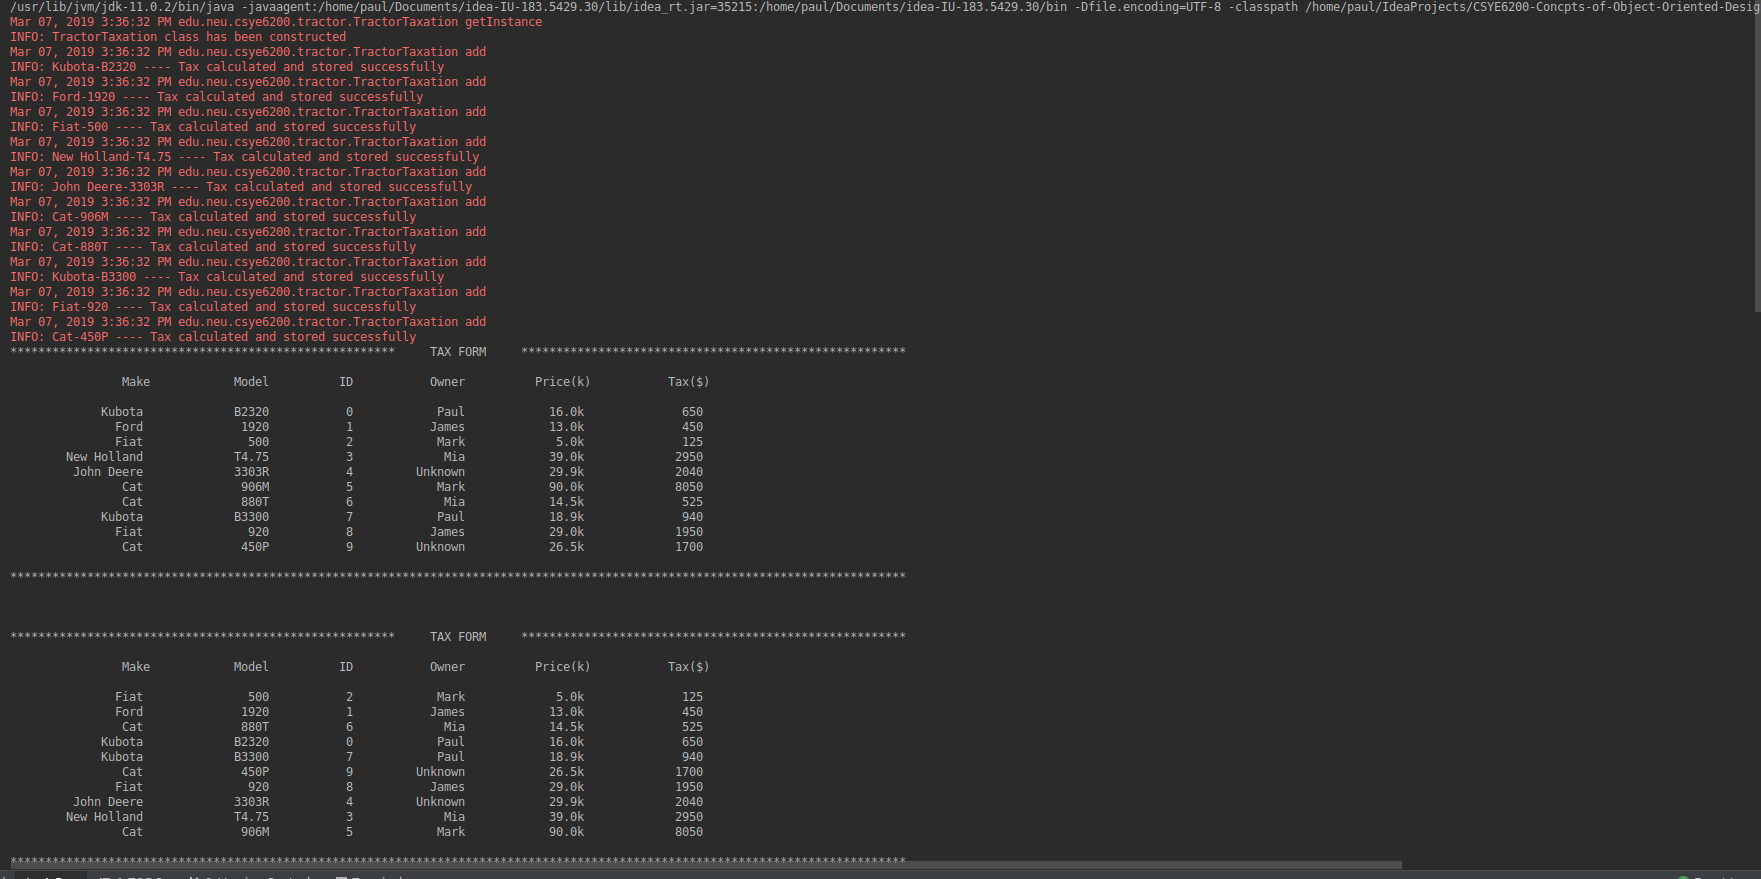 /usr/lib/jvm/jdk-11.0.2/bin/java -javaagent:/home/paul/Documents/idea-IU-183.5429.30/lib/idea_rt.jar=35215:/home/paul/Documents/idea-IU-183.5429.30/bin -Dfile.encoding=UTF-8 -classpath /home/paul/IdeaProjects/CSYE6200-Concpts-of-Object-Oriented-Desig
Mar 07, 2019 3:36:32 PM edu.neu.csye6200.tractor.TractorTaxation getInstance
INFO: TractorTaxation class has been constructed
Mar 07, 2019 3:36:32 PM edu.neu.csye6200.tractor.TractorTaxation add
INFO: Kubota-B2320 ---- Tax calculated and stored successfully
Mar 07, 2019 3:36:32 PM edu.neu.csye6200.tractor.TractorTaxation add
INFO: Ford-1920 ---- Tax calculated and stored successfully
Mar 07, 2019 3:36:32 PM edu.neu.csye6200.tractor.TractorTaxation add
INFO: Fiat-500 ---- Tax calculated and stored successfully
Mar 07, 2019 3:36:32 PM edu.neu.csye6200.tractor.TractorTaxation add
INFO: New Holland-T4.75 ---- Tax calculated and stored successfully
Mar 07, 2019 3:36:32 PM edu.neu.csye6200.tractor.TractorTaxation add
INFO: John Deere-3303R ---- Tax calculated and stored successfully
Mar 07, 2019 3:36:32 PM edu.neu.csye6200.tractor.TractorTaxation add
INFO: Cat-906M ---- Tax calculated and stored successfully
Mar 07, 2019 3:36:32 PM edu.neu.csye6200.tractor.TractorTaxation add
INFO: Cat-880T ---- Tax calculated and stored successfully
Mar 07, 2019 3:36:32 PM edu.neu.csye6200.tractor.TractorTaxation add
INFO: Kubota-B3300 ---- Tax calculated and stored successfully
Mar 07, 2019 3:36:32 PM edu.neu.csye6200.tractor.TractorTaxation add
INFO: Fiat-920 ---- Tax calculated and stored successfully
Mar 07, 2019 3:36:32 PM edu.neu.csye6200.tractor.TractorTaxation add
INFO: Cat-450P ---- Tax calculated and stored successfully
******************************************************* TAX FORM *******************************************************
Make Model ID Owner Price(k) Tax($)
Kubota B2320 0 Paul 16.0k 650
Ford 1920 1 James 13.0k 450
Fiat 500 2 Mark 5.0k 125
New Holland T4.75 3 Mia 39.0k 2950
John Deere 3303R 4 Unknown 29.9k 2040
Cat 906M 5 Mark 90.0k 8050
Cat 880T 6 Mia 14.5k 525
Kubota B3300 7 Paul 18.9k 940
Fiat 920 8 James 29.0k 1950
Cat 450P 9 Unknown 26.5k 1700
********************************************************************************************************************************
******************************************************* TAX FORM *******************************************************
Make Model ID Owner Price(k) Tax($)
Fiat 500 2 Mark 5.0k 125
Ford 1920 1 James 13.0k 450
Cat 880T 6 Mia 14.5k 525
Kubota B2320 0 Paul 16.0k 650
Kubota B3300 7 Paul 18.9k 940
Cat 450P 9 Unknown 26.5k 1700
Fiat 920 8 James 29.0k 1950
John Deere 3303R 4 Unknown 29.9k 2040
New Holland T4.75 3 Mia 39.0k 2950
Cat 906M 5 Mark 90.0k 8050
********************************************************************************************************************************